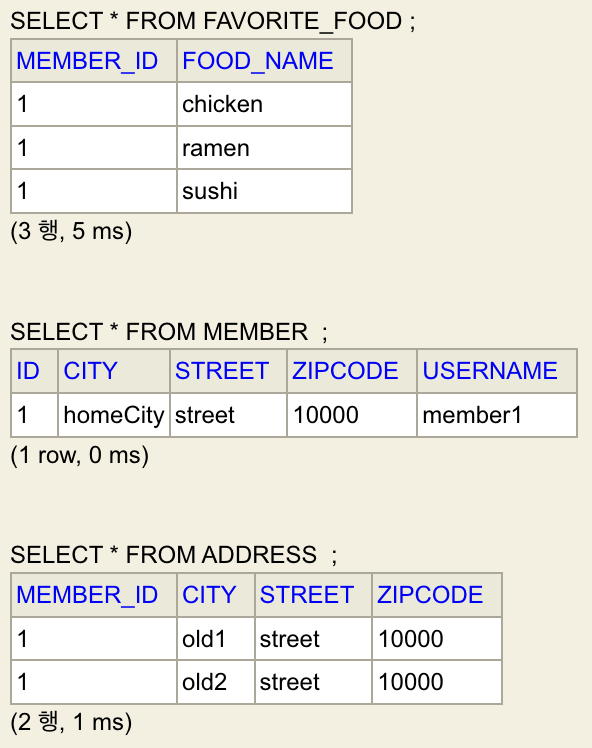 SELECT * FROM FAVORITE_FOOD ;
MEMBER_ID FOOD_NAME
1 chicken
1 ramen
1 sushi
(3 행, 5 ms)
SELECT * FROM MEMBER  ;
ID CITY STREET ZIPCODE USERNAME
1 homeCity street 10000 member1
(1 row, 0 ms)
SELECT * FROM ADDRESS  ;
MEMBER_ID CITY STREET ZIPCODE
1 old1 street 10000
1 old2 street 10000
(2 행, 1 ms)